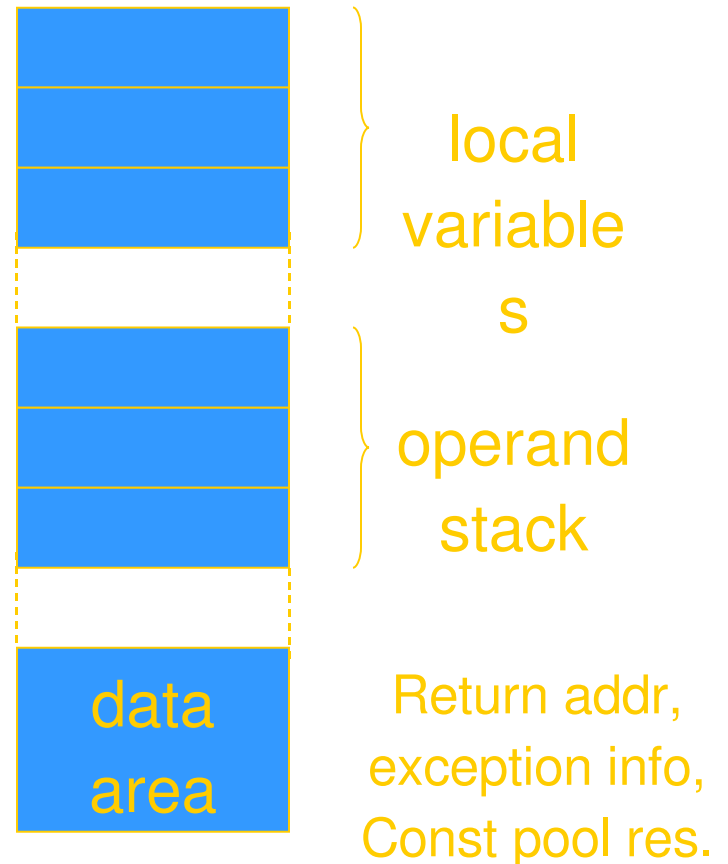 local
variable
s
operand
stack
data
area
Return addr,
exception info,
Const pool res.